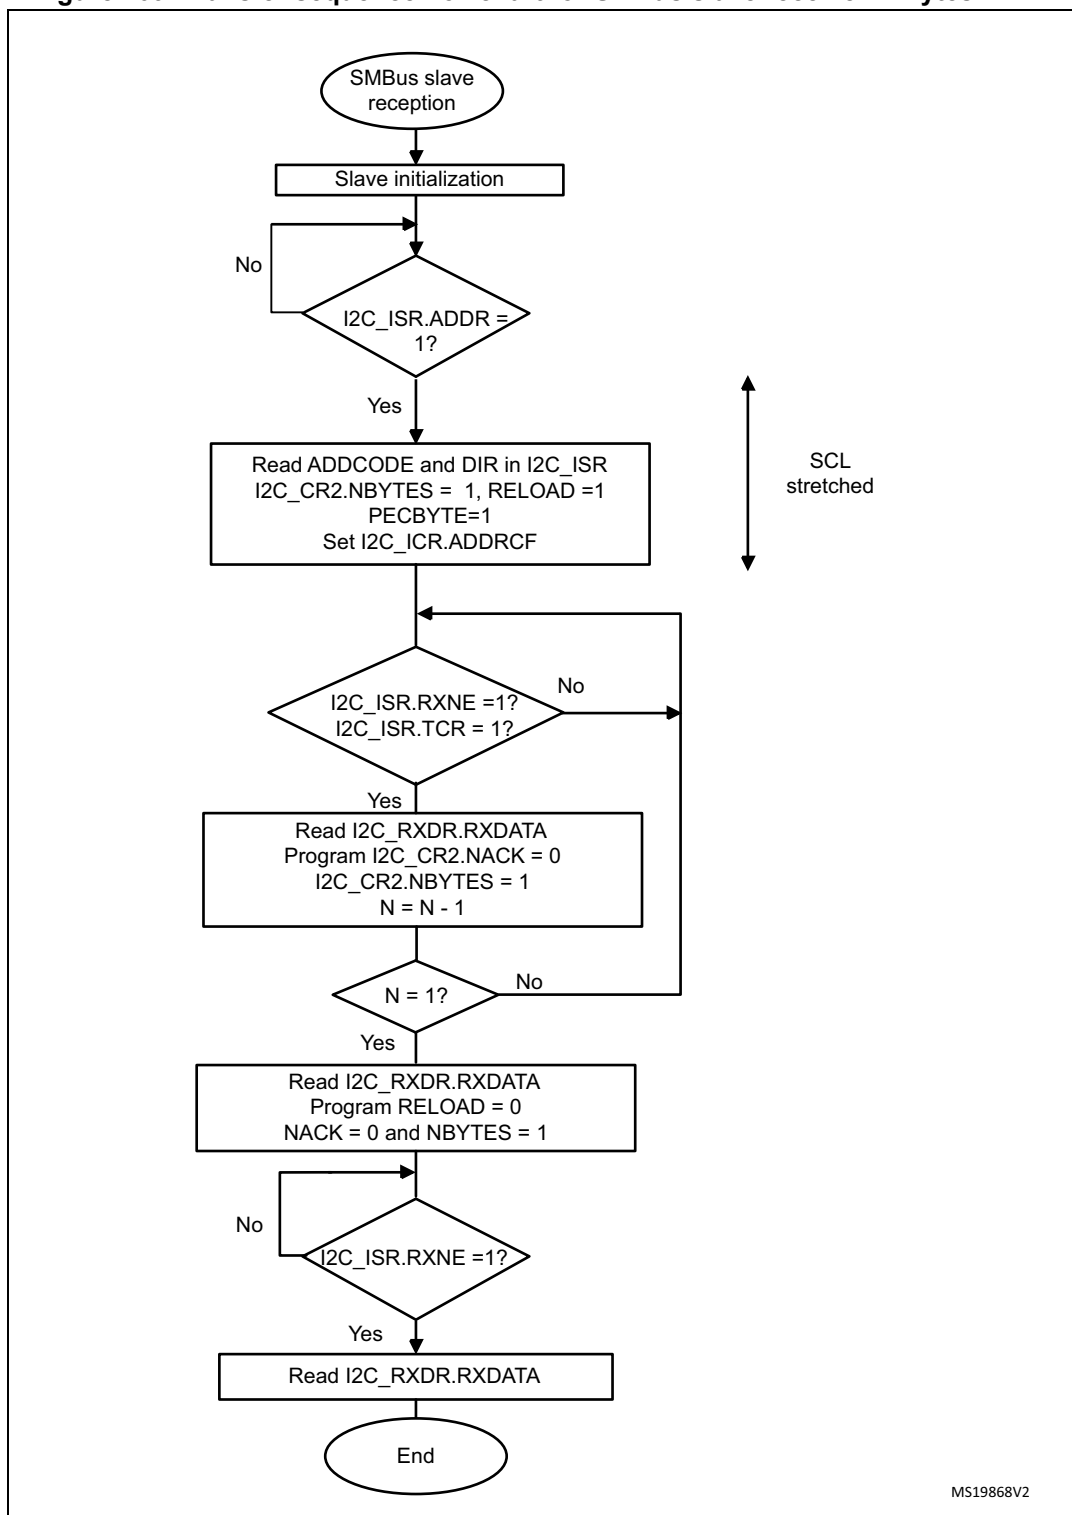 SMBus slave
reception
Slave initialization
No
I2C_ISR.ADDR =
1?
Yes
Read ADDCODE and DIR in I2C_ISR
I2C_CR2.NBYTES = 1, RELOAD =1
PECBYTE=1
Set I2C_ICR.ADDRCF
SCL
stretched
I2C_ISR.RXNE =1?
I2C_ISR.TCR = 1?
No
Yes
Read I2C_RXDR.RXDATA
Program I2C_CR2.NACK = 0
I2C_CR2.NBYTES = 1
N = N - 1
N = 1?
No
Yes
Read I2C_RXDR.RXDATA
Program RELOAD = 0
NACK = 0 and NBYTES = 1
No
I2C_ISR.RXNE =1?
Yes
Read I2C_RXDR.RXDATA
End
MS19868V2